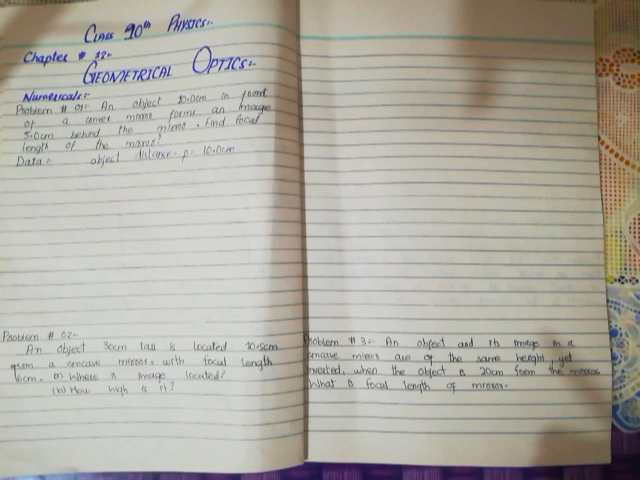 CLASS 10th PHYSICS:-
Chapter # 12:-
GEOMETRICAL OPTICS:-
Numericals:-
Problem # 01:- An object 10.0cm in front
of a convex mirror forms an image
5.0cm behind the mirror. Find focal
length of the mirror?
Data:- object distance = p = 10.0cm
Problem # 02:-
An object 30cm tall is located 10.5cm
from a concave mirror with focal length
16cm. (a) Where is image located?
(b) How high is it?
Problem # 3:- An object and its image in a
concave mirror are of the same height, yet
inverted, when the object is 20cm from the mirror
What is focal length of mirror.